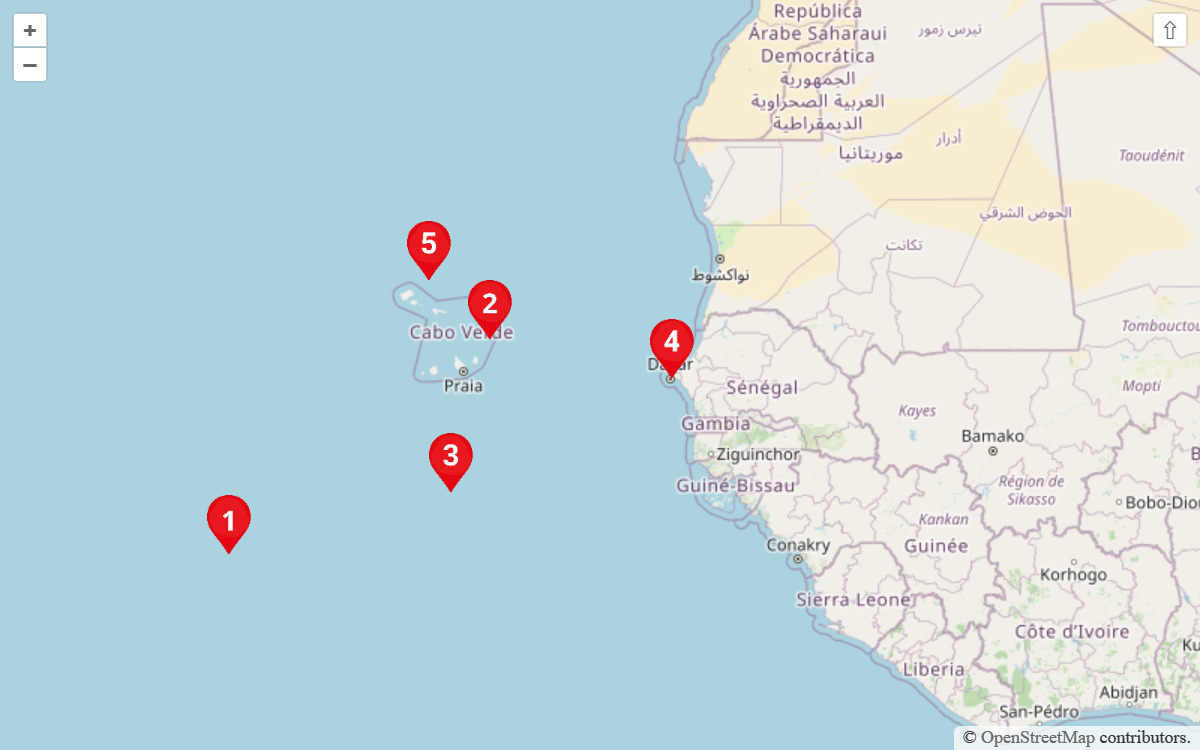 +
−
⇧
República
Árabe Saharaui
Democrática
الجمهورية
العربية الصحراوية
الديمقراطية
تيرس زمور
أدرار
موريتانيا
Taoudénit
الحوض الشرقي
تكانت
نواكشوط
5
2
Cabo Verde
Praia
4
Dakar
Tombouctou
Sénégal
Mopti
Kayes
Gambia
Bamako
3
Ziguinchor
Guiné-Bissau
Région de
Sikasso
Bobo-Dio
1
Kankan
Conakry
Guinée
Korhogo
Sierra Leone
Côte d'Ivoire
Ku
Liberia
Abidjan
San-Pédro
© OpenStreetMap contributors.